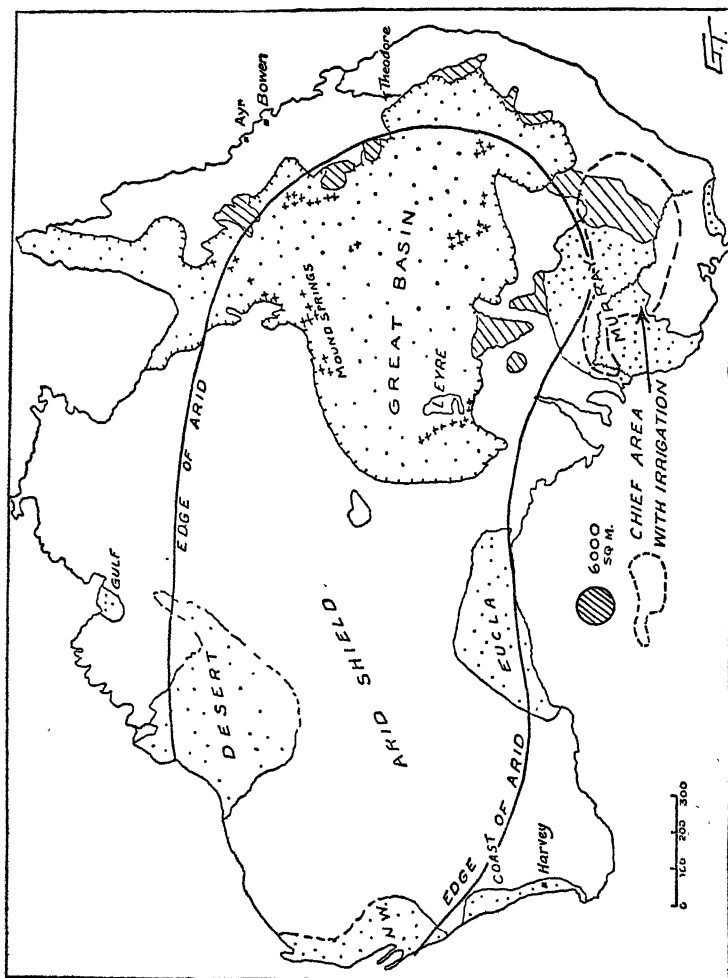 Ayr
Bowen
Theodore
GULF
EDGE OF ARID
DESERT
MOUND SPRINGS
GREAT BASIN
L EYRE
ARID SHIELD
N.W.
EDGE OF ARID
COAST
EUCLA
MURRAY
Harvey
0 100 200 300
6000
SQ M.
CHIEF AREA
WITH IRRIGATION
G.T.